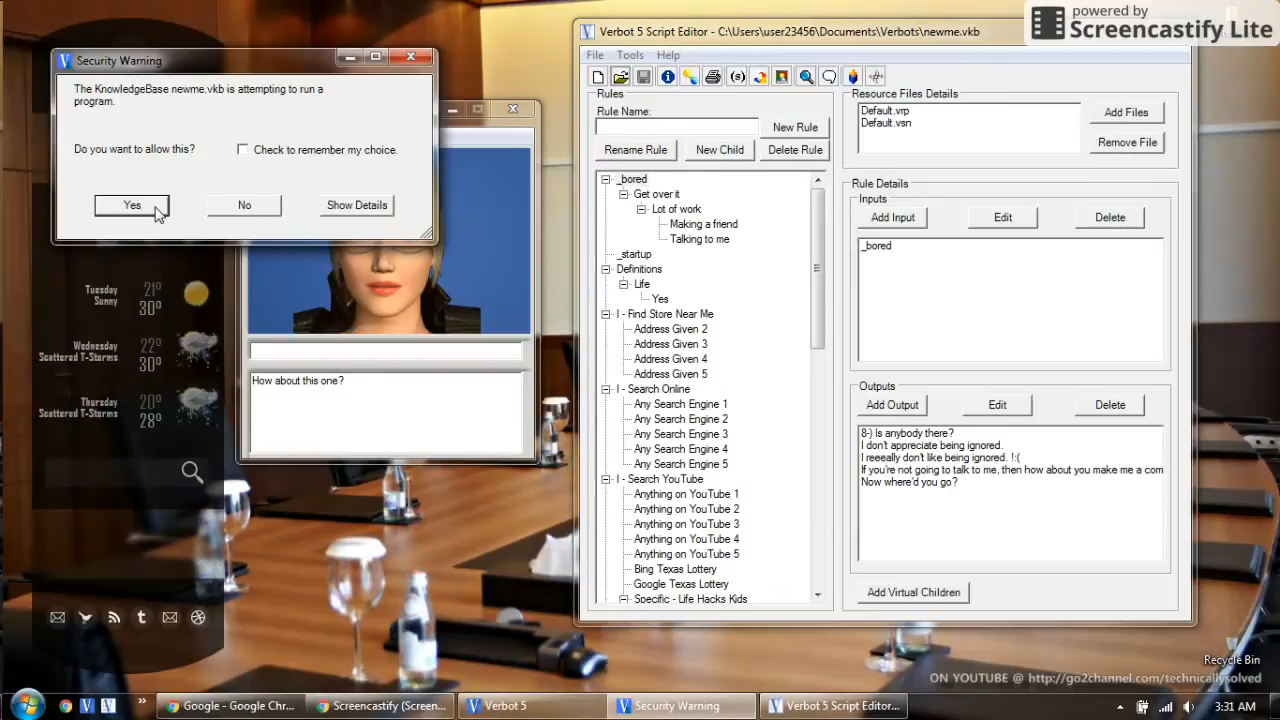 powered by
Screencastify Lite
Security Warning
The KnowledgeBase newme.vkb is attempting to run a
program.
Do you want to allow this?
Check to remember my choice.
Yes
No
Show Details
How about this one?
Tuesday
Sunny
21°
30°
Wednesday
Scattered T-Storms
22°
30°
Thursday
Scattered T-Storms
20°
28°
Verbot 5 Script Editor - C:\Users\user23456\Documents\Verbots\newme.vkb
File Tools Help
Rules
Rule Name:
New Rule
Rename Rule
New Child
Delete Rule
_bored
Get over it
Lot of work
Making a friend
Talking to me
_startup
Definitions
Life
Yes
I - Find Store Near Me
Address Given 2
Address Given 3
Address Given 4
Address Given 5
I - Search Online
Any Search Engine 1
Any Search Engine 2
Any Search Engine 3
Any Search Engine 4
Any Search Engine 5
I - Search YouTube
Anything on YouTube 1
Anything on YouTube 2
Anything on YouTube 3
Anything on YouTube 4
Anything on YouTube 5
Bing Texas Lottery
Google Texas Lottery
Specific - Life Hacks Kids
Resource Files Details
Default.vrp
Default.vsn
Add Files
Remove File
Rule Details
Inputs
Add Input
Edit
Delete
_bored
Outputs
Add Output
Edit
Delete
8-) Is anybody there?
I don't appreciate being ignored.
I reeeally don't like being ignored. !:(
If you're not going to talk to me, then how about you make me a com
Now where'd you go?
Add Virtual Children
Recycle Bin
ON YOUTUBE @ http://go2channel.com/technicallysolved
Google - Google Chr...
Screencastify (Screen...
Verbot 5
Security Warning
Verbot 5 Script Editor...
3:31 AM